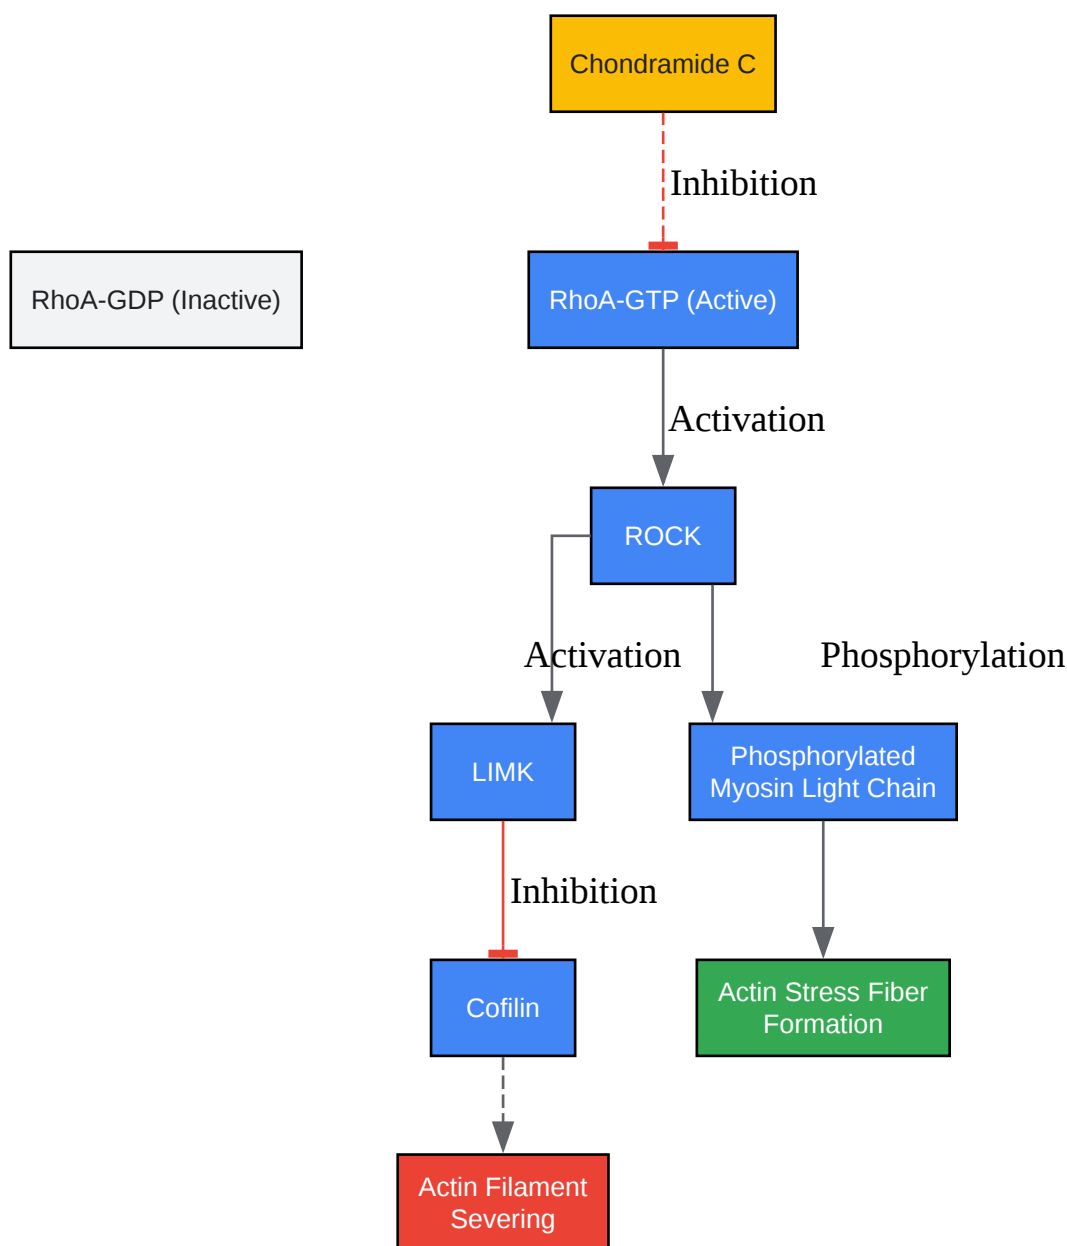 Chondramide C
Inhibition
RhoA-GDP (Inactive)
RhoA-GTP (Active)
Activation
ROCK
Activation
Phosphorylation
LIMK
Phosphorylated
Myosin Light Chain
Inhibition
Cofilin
Actin Stress Fiber
Formation
Actin Filament
Severing